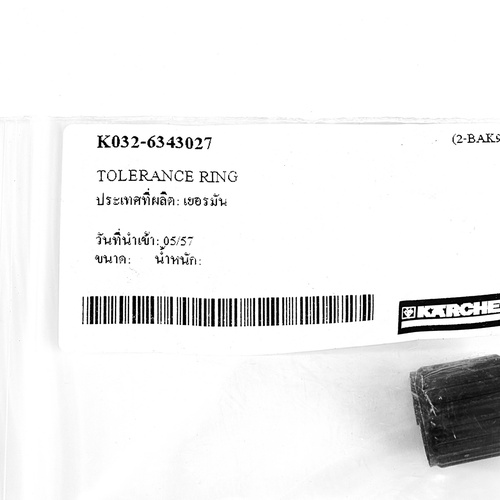 K032-6343027
(2-BAK9
TOLERANCE RING
ประเทศที่ผลิต: เยอรมัน
วันที่นำเข้า: 05/57
ขนาด: น้ำหนัก:
KÄRCHE